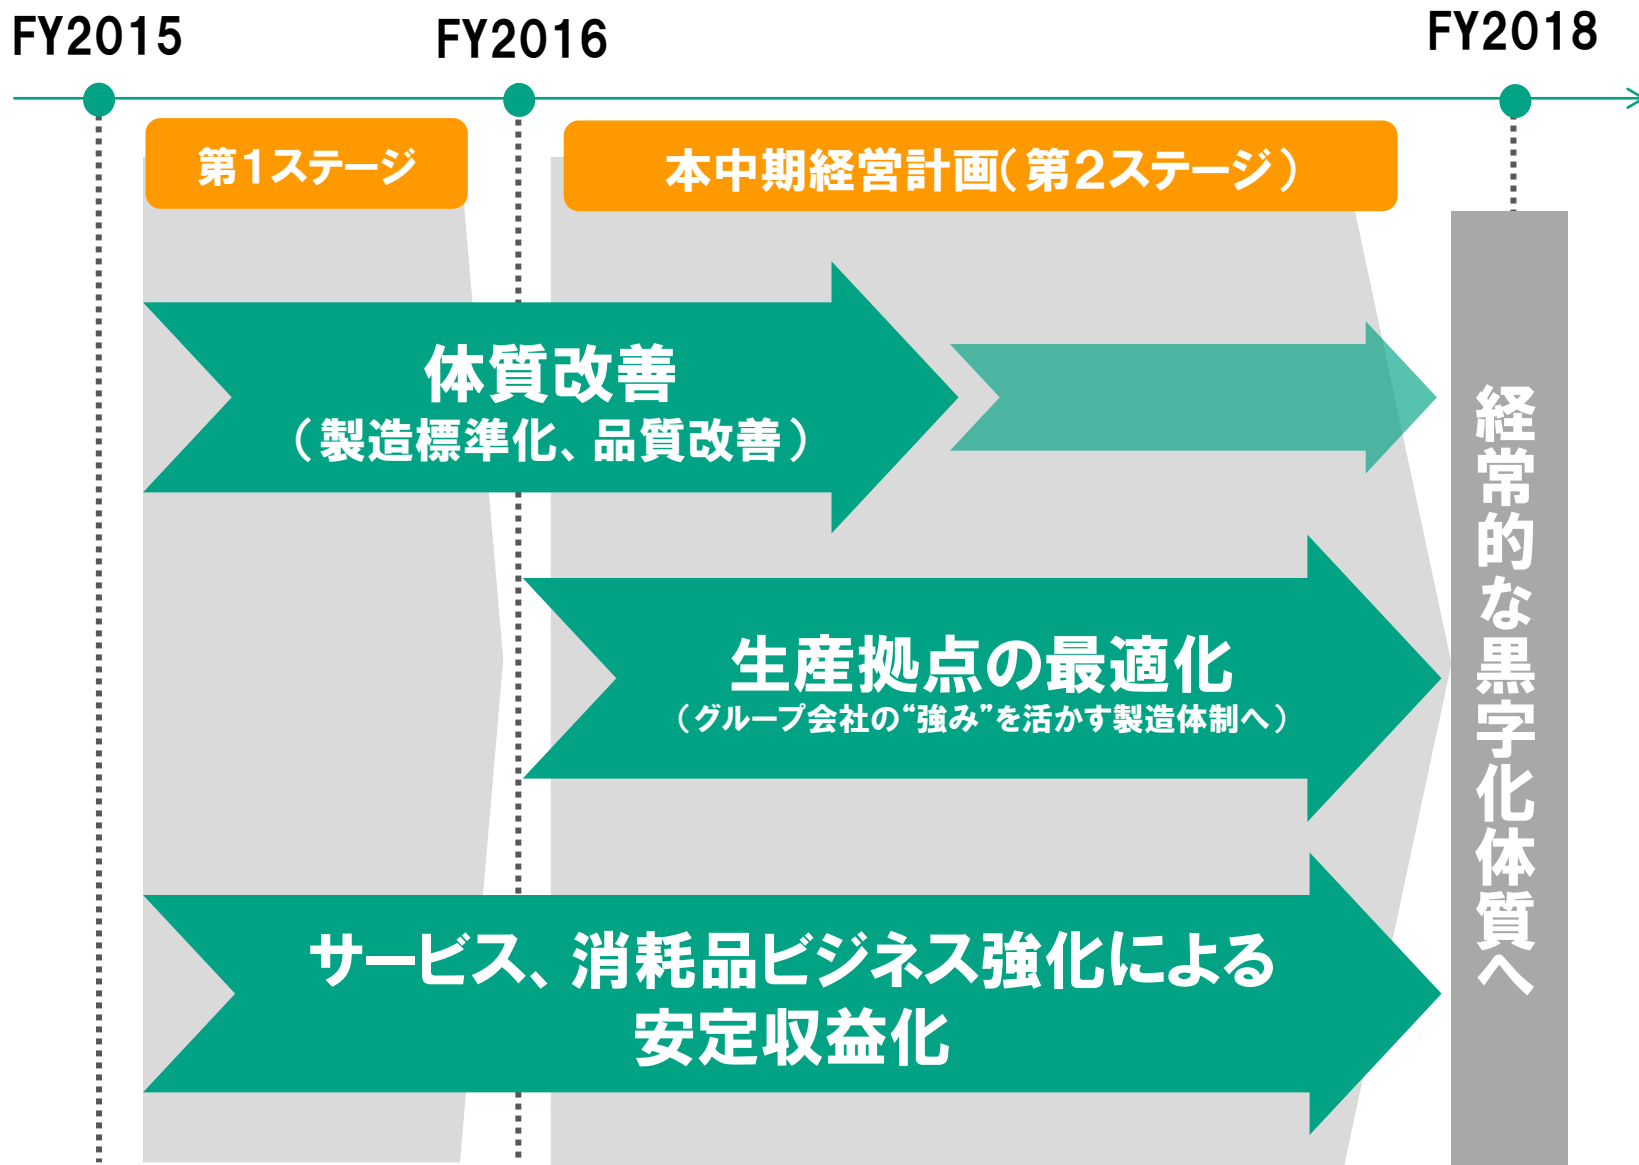 FY2015
FY2016
FY2018
第1ステージ
本中期経営計画(第2ステージ)
体質改善
(製造標準化、品質改善)
生産拠点の最適化
(グループ会社の“強み”を活かす製造体制へ)
サービス、消耗品ビジネス強化による
安定収益化
経常的な黒字化体質へ